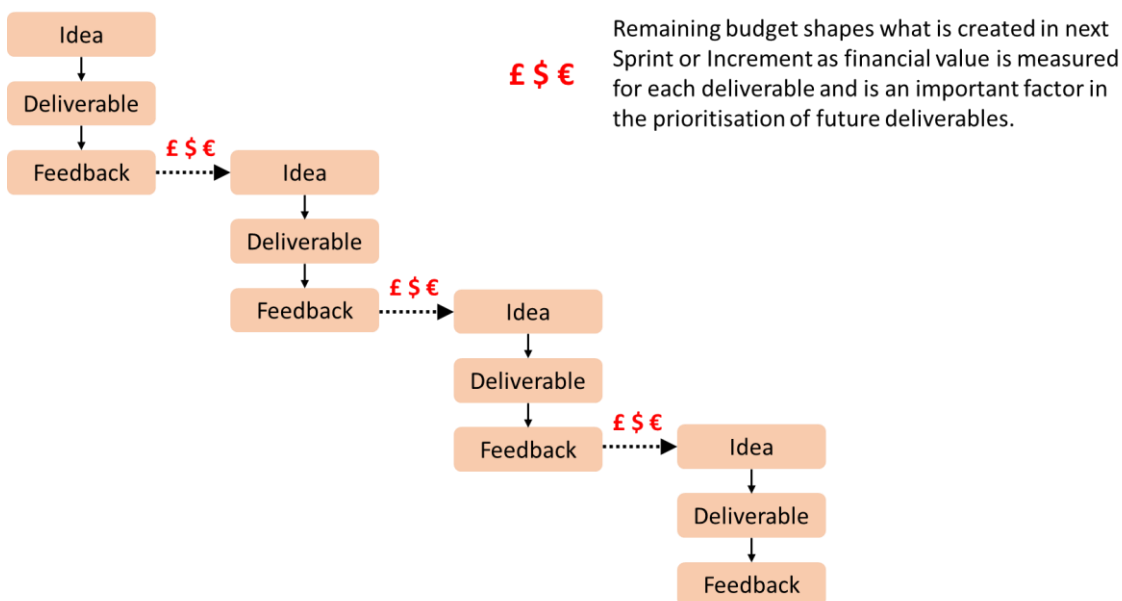 Idea
Deliverable
Feedback
£ $ €
Idea
Deliverable
Feedback
£ $ €
Idea
Deliverable
Feedback
£ $ €
Idea
Deliverable
Feedback
£ $ €
Remaining budget shapes what is created in next
Sprint or Increment as financial value is measured
for each deliverable and is an important factor in
the prioritisation of future deliverables.